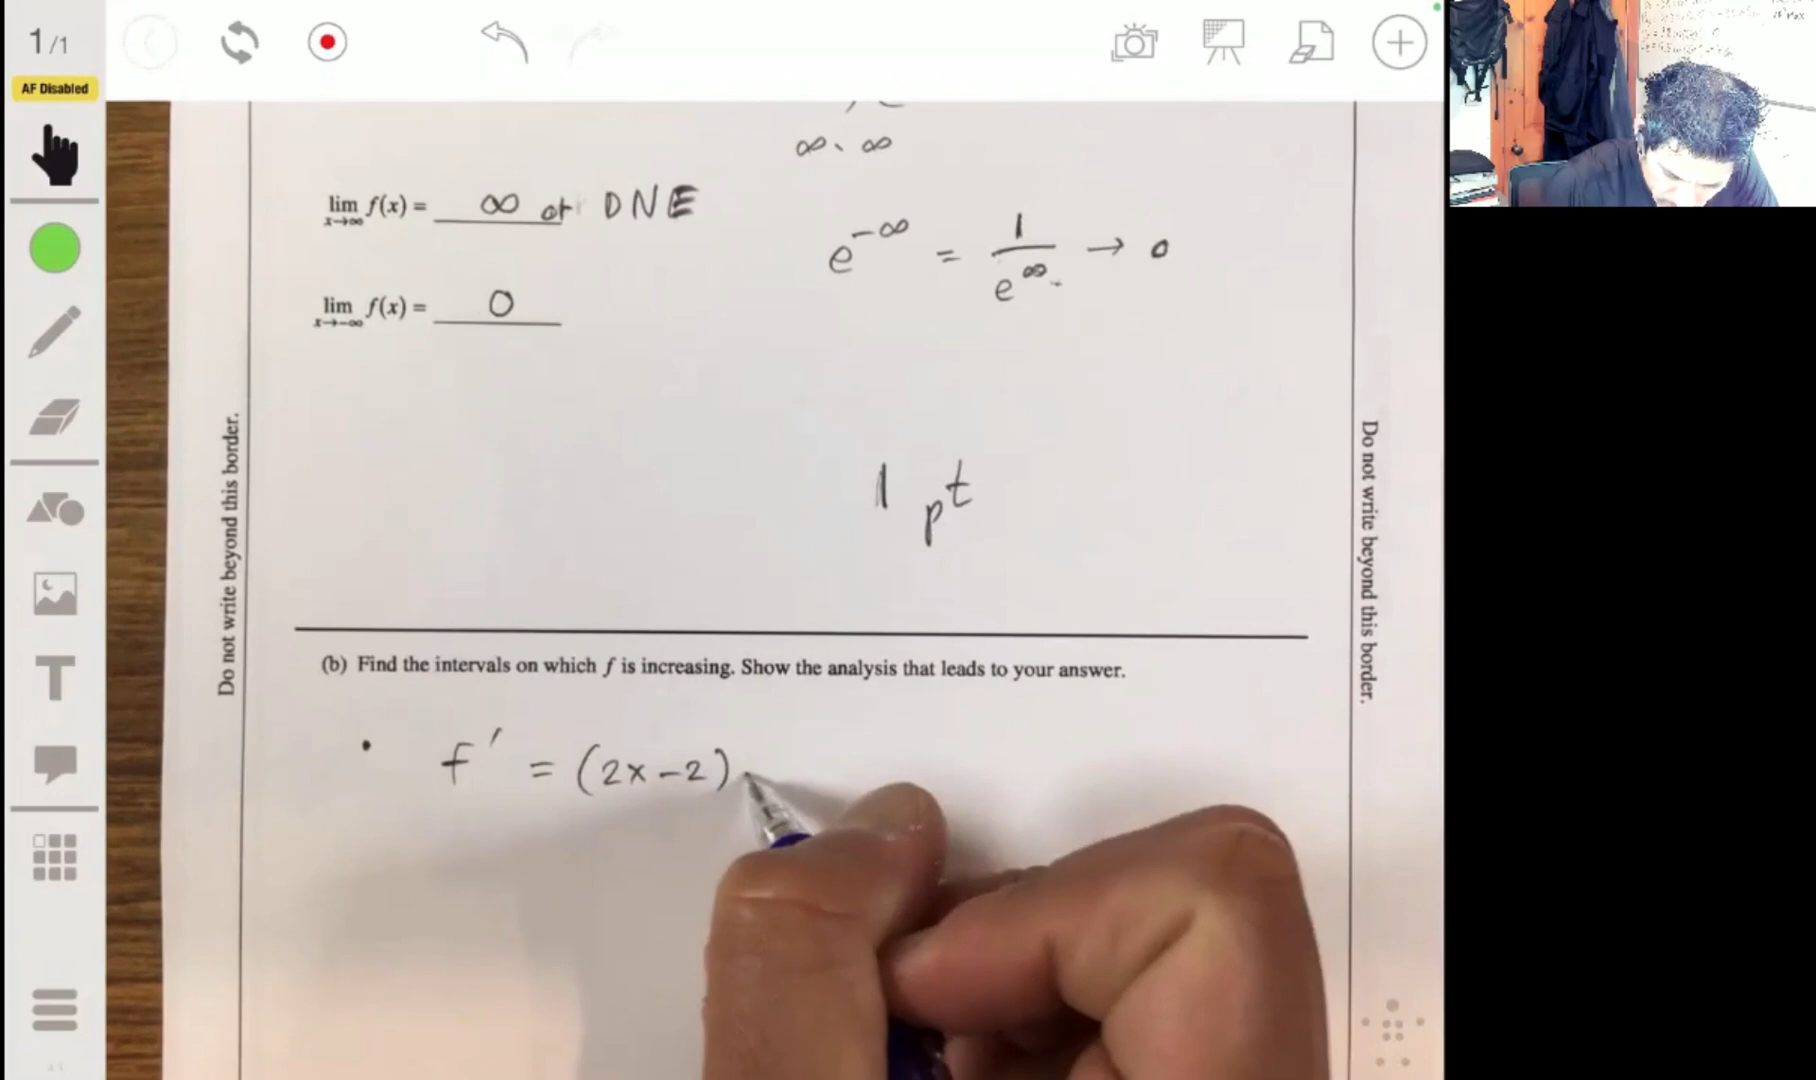 1/1
AF Disabled
∞. ∞
lim x→∞ f(x) = ∞ or DNE
e^-∞ = 1/e^∞. → 0
lim x→-∞ f(x) = 0
Do not write beyond this border.
Do not write beyond this border.
1 pt
(b) Find the intervals on which f is increasing. Show the analysis that leads to your answer.
• f' = (2x-2)
T